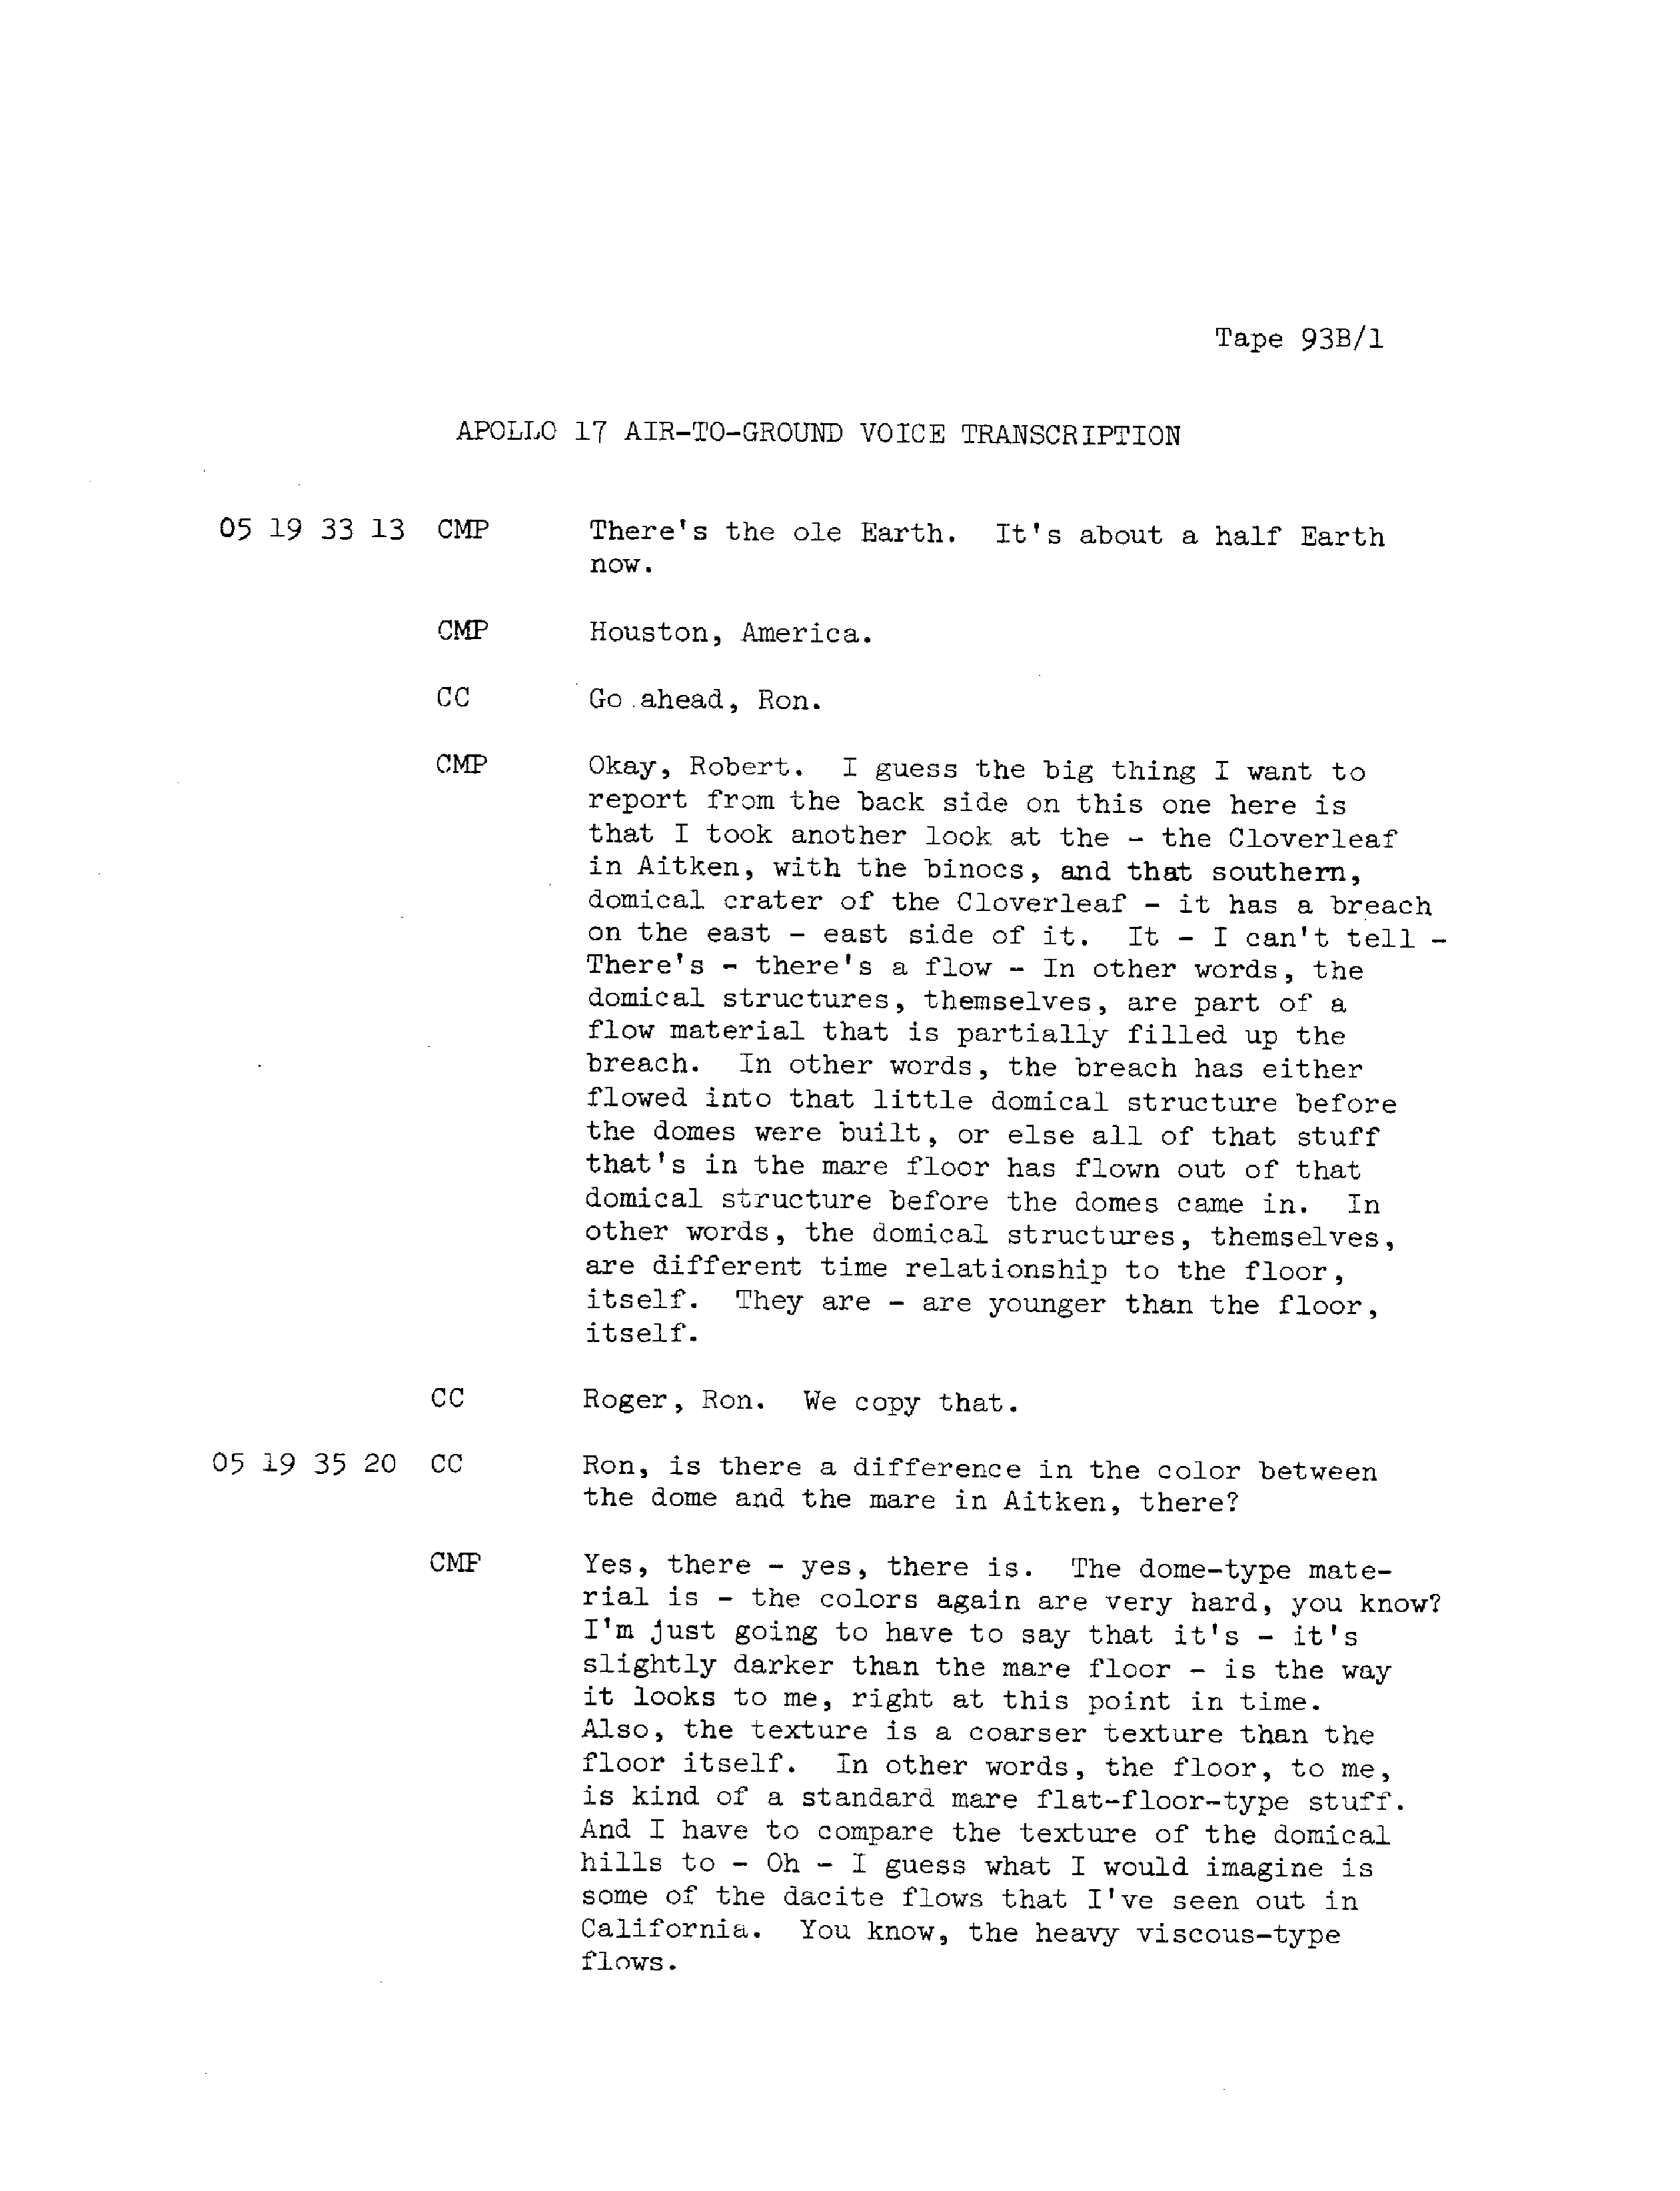 Tape 93B/1
APOLLO 17 AIR-TO-GROUND VOICE TRANSCRIPTION
05 19 33 13 CMP There's the ole Earth. It's about a half Earth
now.
CMP Houston, America.
CC Go ahead, Ron.
CMP Okay, Robert. I guess the big thing I want to
report from the back side on this one here is
that I took another look at the - the Cloverleaf
in Aitken, with the binocs, and that southern,
domical crater of the Cloverleaf - it has a breach
on the east - east side of it. It - I can't tell -
There's - there's a flow - In other words, the
domical structures, themselves, are part of a
flow material that is partially filled up the
breach. In other words, the breach has either
flowed into that little domical structure before
the domes were built, or else all of that stuff
that's in the mare floor has flown out of that
domical structure before the domes came in. In
other words, the domical structures, themselves,
are different time relationship to the floor,
itself. They are - are younger than the floor,
itself.
CC Roger, Ron. We copy that.
05 19 35 20 CC Ron, is there a difference in the color between
the dome and the mare in Aitken, there?
CMP Yes, there - yes, there is. The dome-type mate-
rial is - the colors again are very hard, you know?
I'm just going to have to say that it's - it's
slightly darker than the mare floor - is the way
it looks to me, right at this point in time.
Also, the texture is a coarser texture than the
floor itself. In other words, the floor, to me,
is kind of a standard mare flat-floor-type stuff.
And I have to compare the texture of the domical
hills to - Oh - I guess what I would imagine is
some of the dacite flows that I've seen out in
California. You know, the heavy viscous-type
flows.